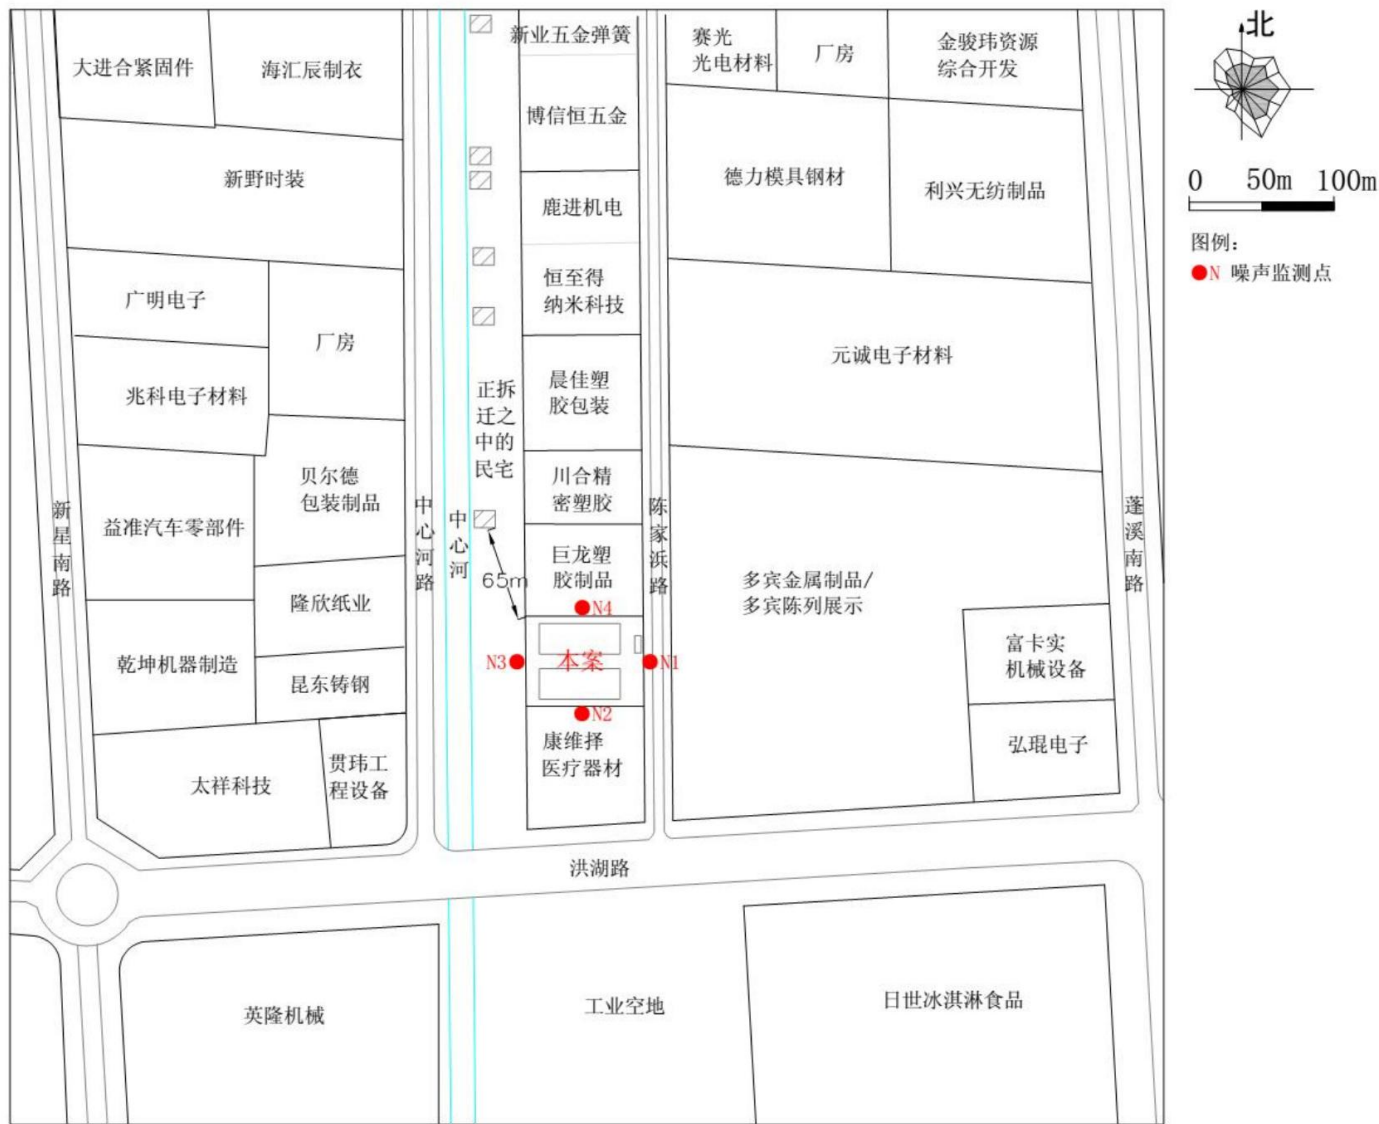 新业五金弹簧
赛光
光电材料
厂房
金骏玮资源
综合开发
北
大进合紧固件
海汇辰制衣
博信恒五金
新野时装
德力模具钢材
利兴无纺制品
0 50m 100m
鹿进机电
图例:
N 噪声监测点
广明电子
恒至得
纳米科技
厂房
元诚电子材料
兆科电子材料
正拆
迁之
中的
民宅
晨佳塑
胶包装
贝尔德
包装制品
川合精
密塑胶
新星南路
益准汽车零部件
中心河路
中心河
陈家浜路
蓬溪南路
65m
巨龙塑
胶制品
多宾金属制品/
多宾陈列展示
隆欣纸业
N4
富卡实
机械设备
乾坤机器制造
N3
本案
N1
昆东铸钢
N2
弘琨电子
康维择
医疗器材
太祥科技
贯玮工
程设备
洪湖路
英隆机械
工业空地
日世冰淇淋食品